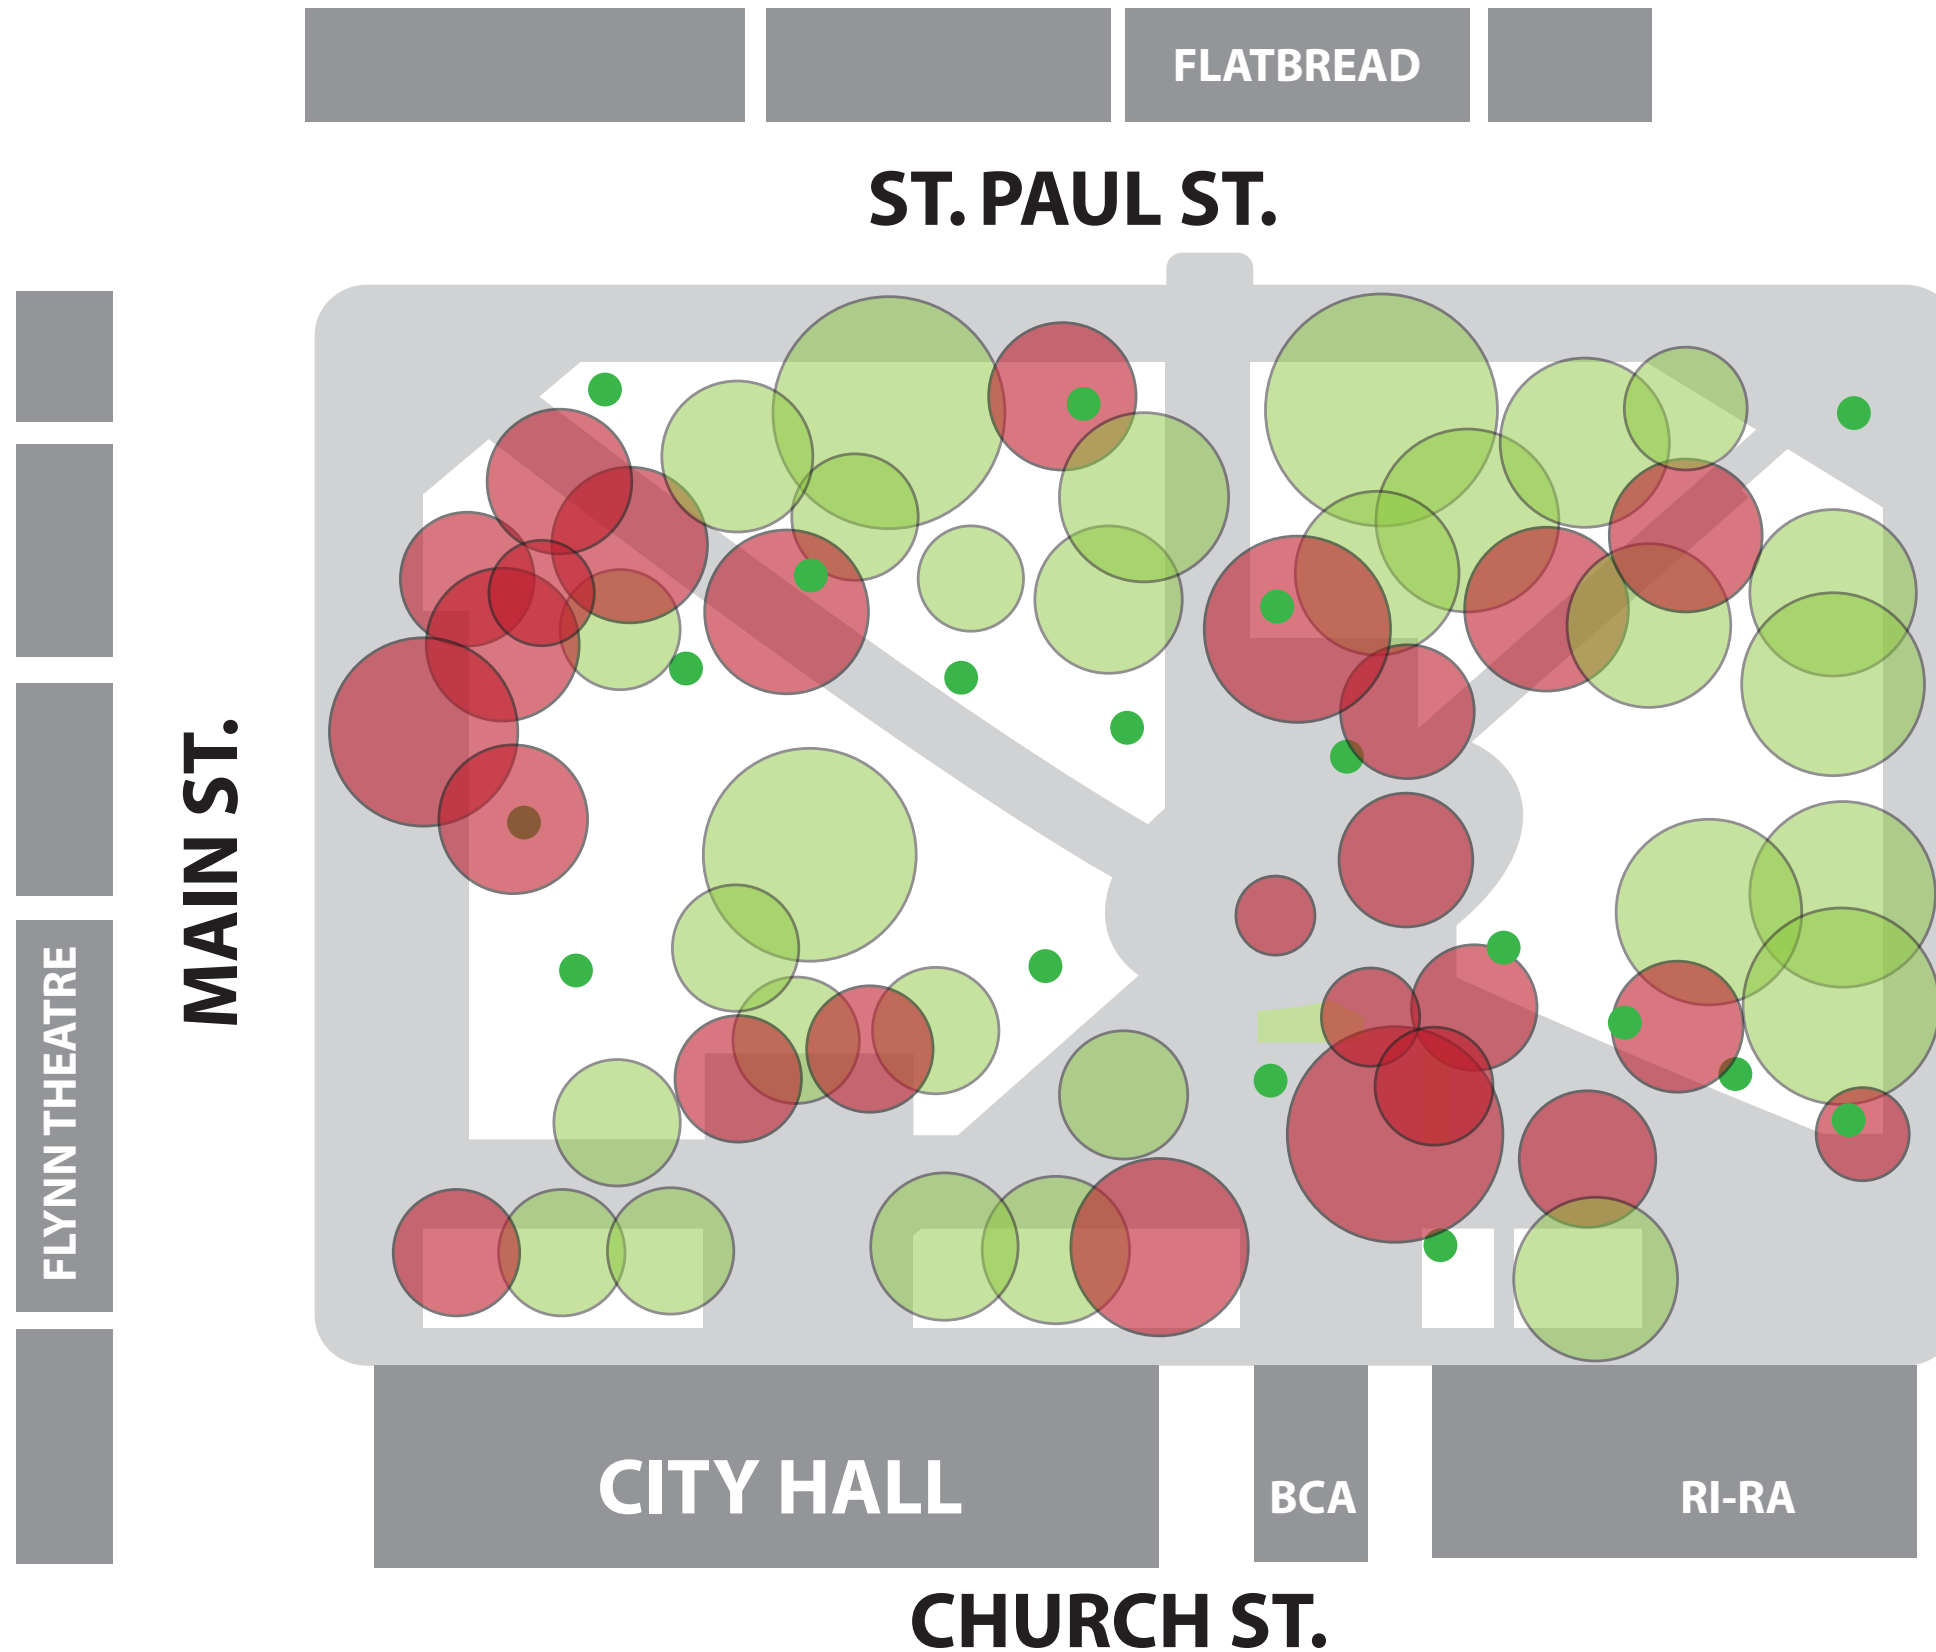 FLATBREAD
ST. PAUL ST.
MAIN ST.
FLYNN THEATRE
CITY HALL
BCA
RI-RA
CHURCH ST.